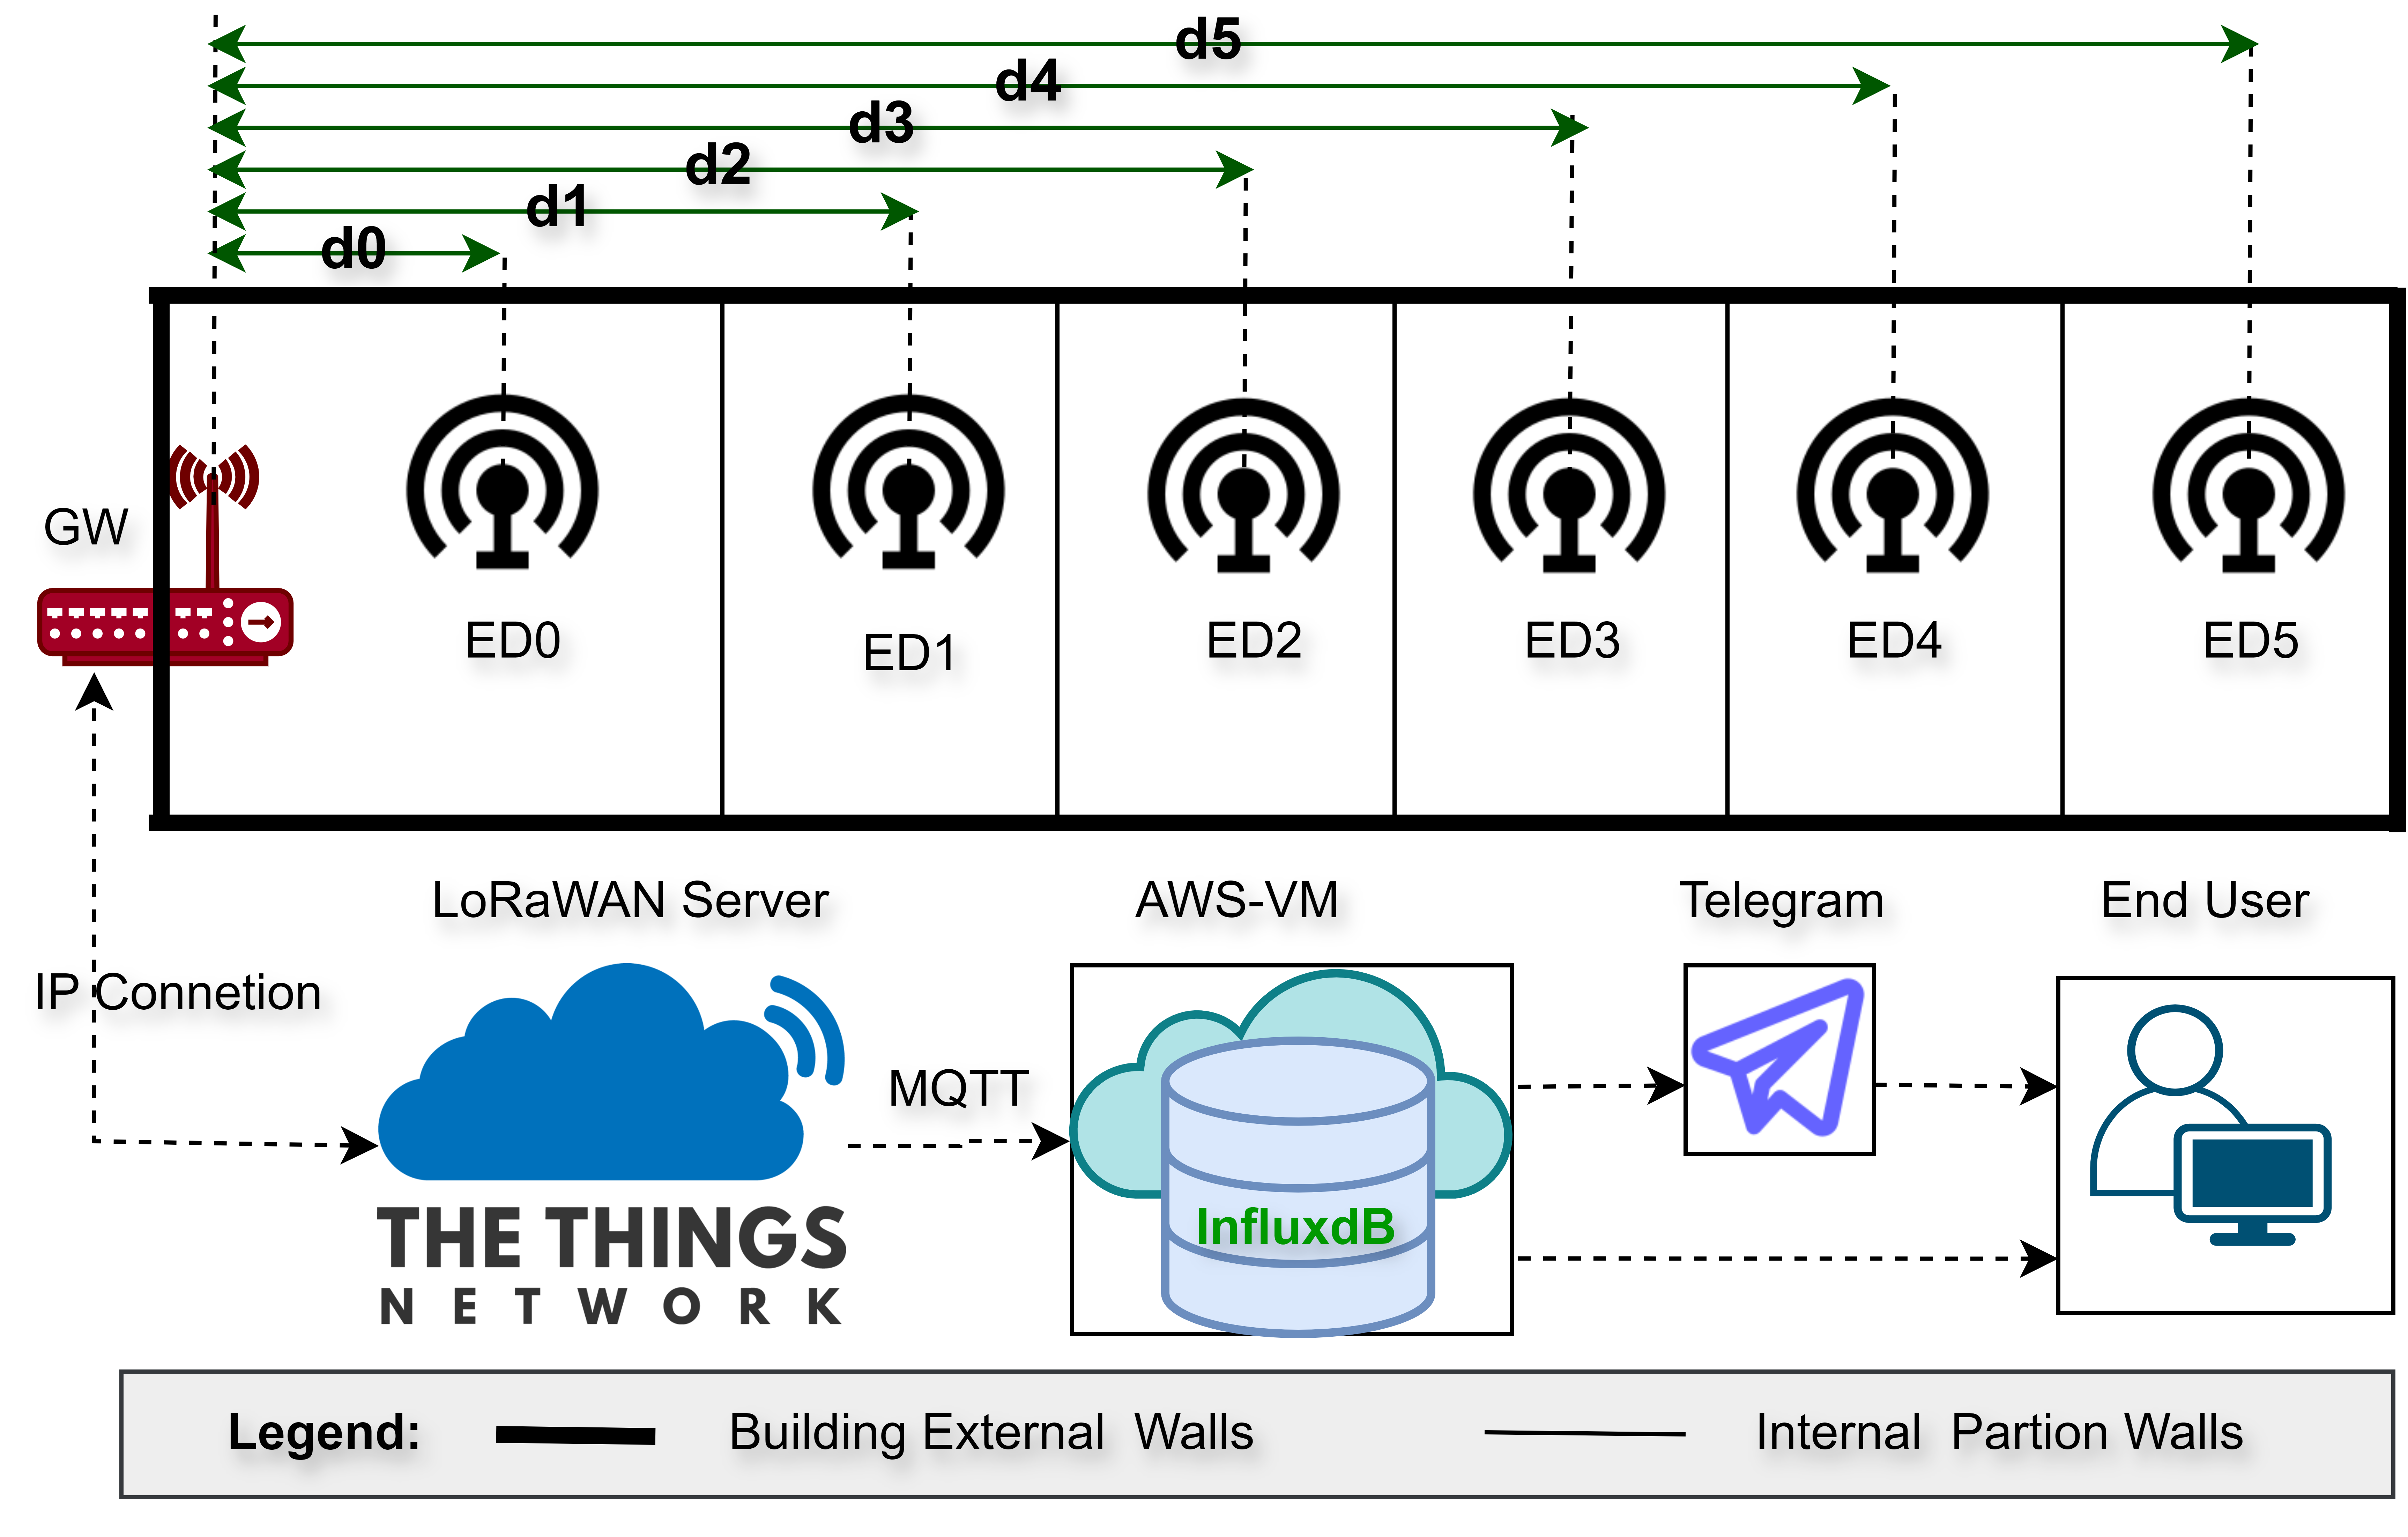 d5
d4
d3
d2
d1
d0
GW
ED0
ED1
ED2
ED3
ED4
ED5
LoRaWAN Server
AWS-VM
Telegram
End User
IP Connetion
MQTT
InfluxdB
THE THINGS
NETWORK
Legend:
Building External Walls
Internal Partion Walls